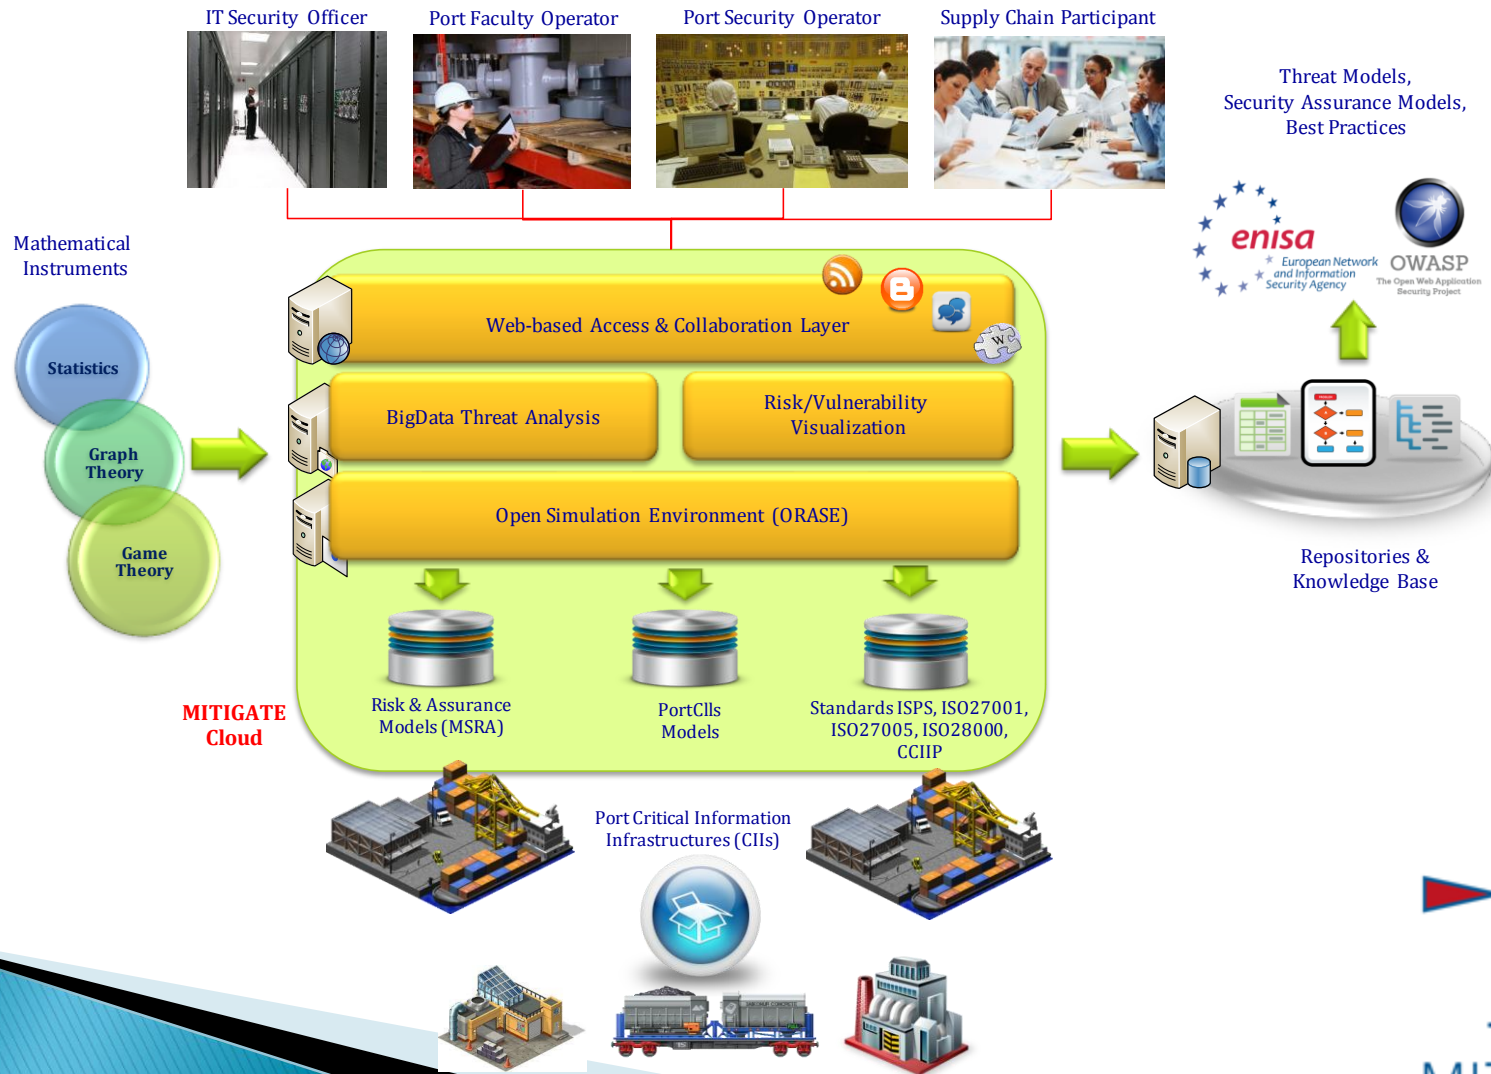 IT Security Officer
Port Faculty Operator
Port Security Operator
Supply Chain Participant
Threat Models,
Security Assurance Models,
Best Practices
enisa
European Network
and Information
Security Agency
OWASP
The Open Web Application
Security Project
Mathematical
Instruments
Statistics
Graph
Theory
Game
Theory
Web-based Access & Collaboration Layer
W
BigData Threat Analysis
Risk/Vulnerability
Visualization
Open Simulation Environment (ORASE)
Repositories &
Knowledge Base
MITIGATE
Cloud
Risk & Assurance
Models (MSRA)
PortClls
Models
Standards ISPS, ISO27001,
ISO27005, ISO28000,
CCIIP
Port Critical Information
Infrastructures (CIIs)